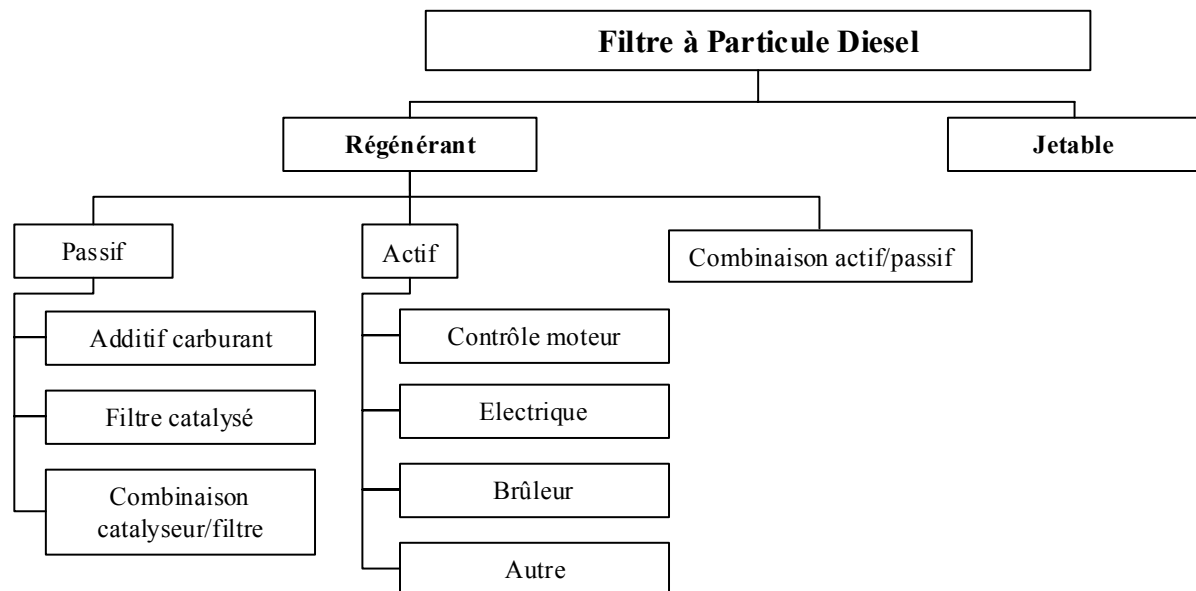 Filtre à Particule Diesel
Régénérant
Jetable
Passif
Actif
Combinaison actif/passif
Additif carburant
Filtre catalysé
Combinaison
catalyseur/filtre
Contrôle moteur
Electrique
Brûleur
Autre